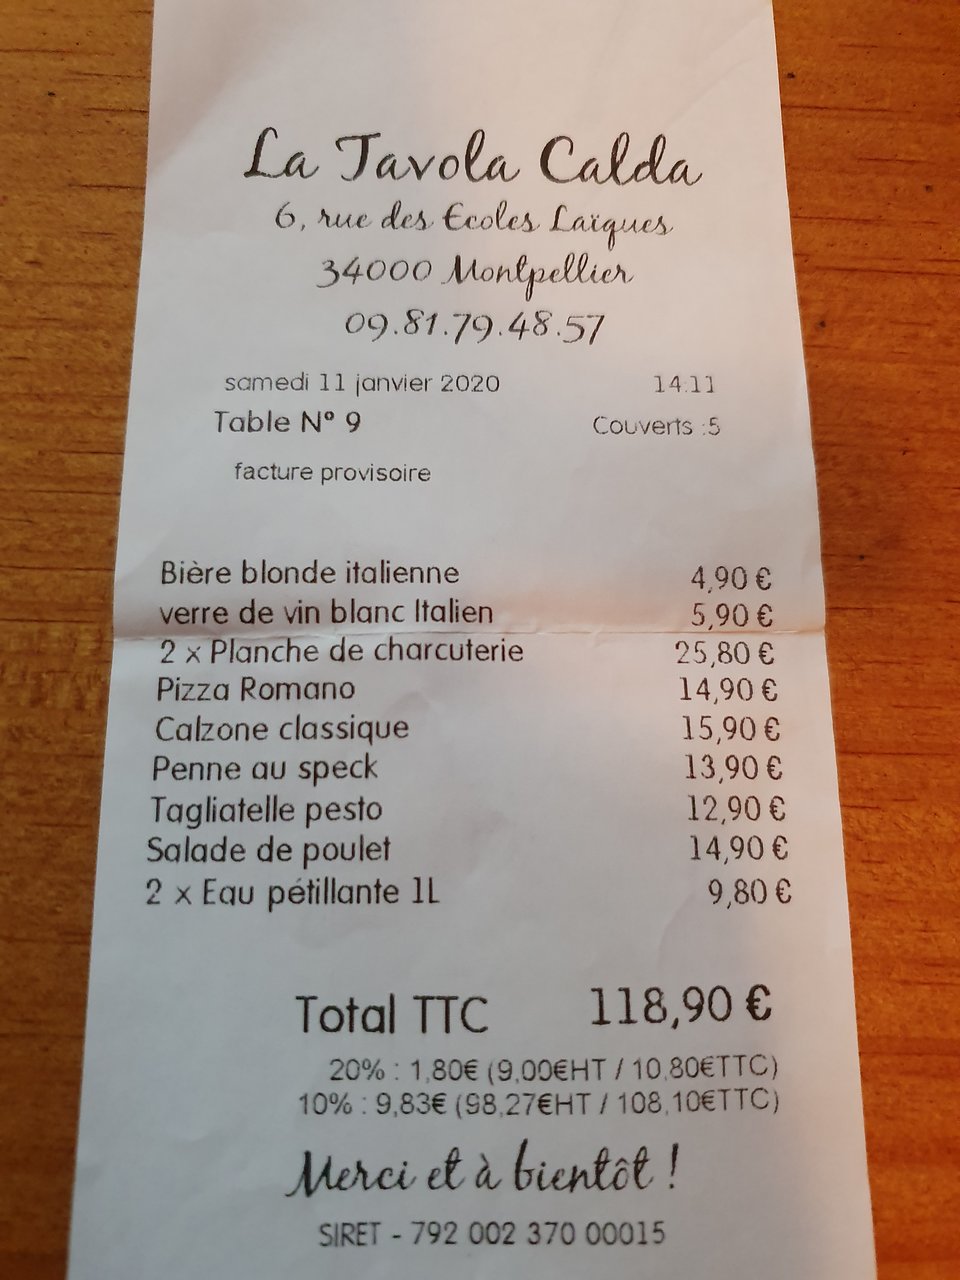 La Tavola Calda
6, rue des Ecoles Laïques
34000 Montpellier
09.81.79.48.57
samedi 11 janvier 2020 14:11
Table N° 9 Couverts :5
facture provisoire
Bière blonde italienne 4,90 €
verre de vin blanc Italien 5,90 €
2 x Planche de charcuterie 25,80 €
Pizza Romano 14,90 €
Calzone classique 15,90 €
Penne au speck 13,90 €
Tagliatelle pesto 12,90 €
Salade de poulet 14,90 €
2 x Eau pétillante 1L 9,80 €
Total TTC 118,90 €
20% : 1,80€ (9,00€HT / 10,80€TTC)
10% : 9,83€ (98,27€HT / 108,10€TTC)
Merci et à bientôt !
SIRET - 792 002 370 00015